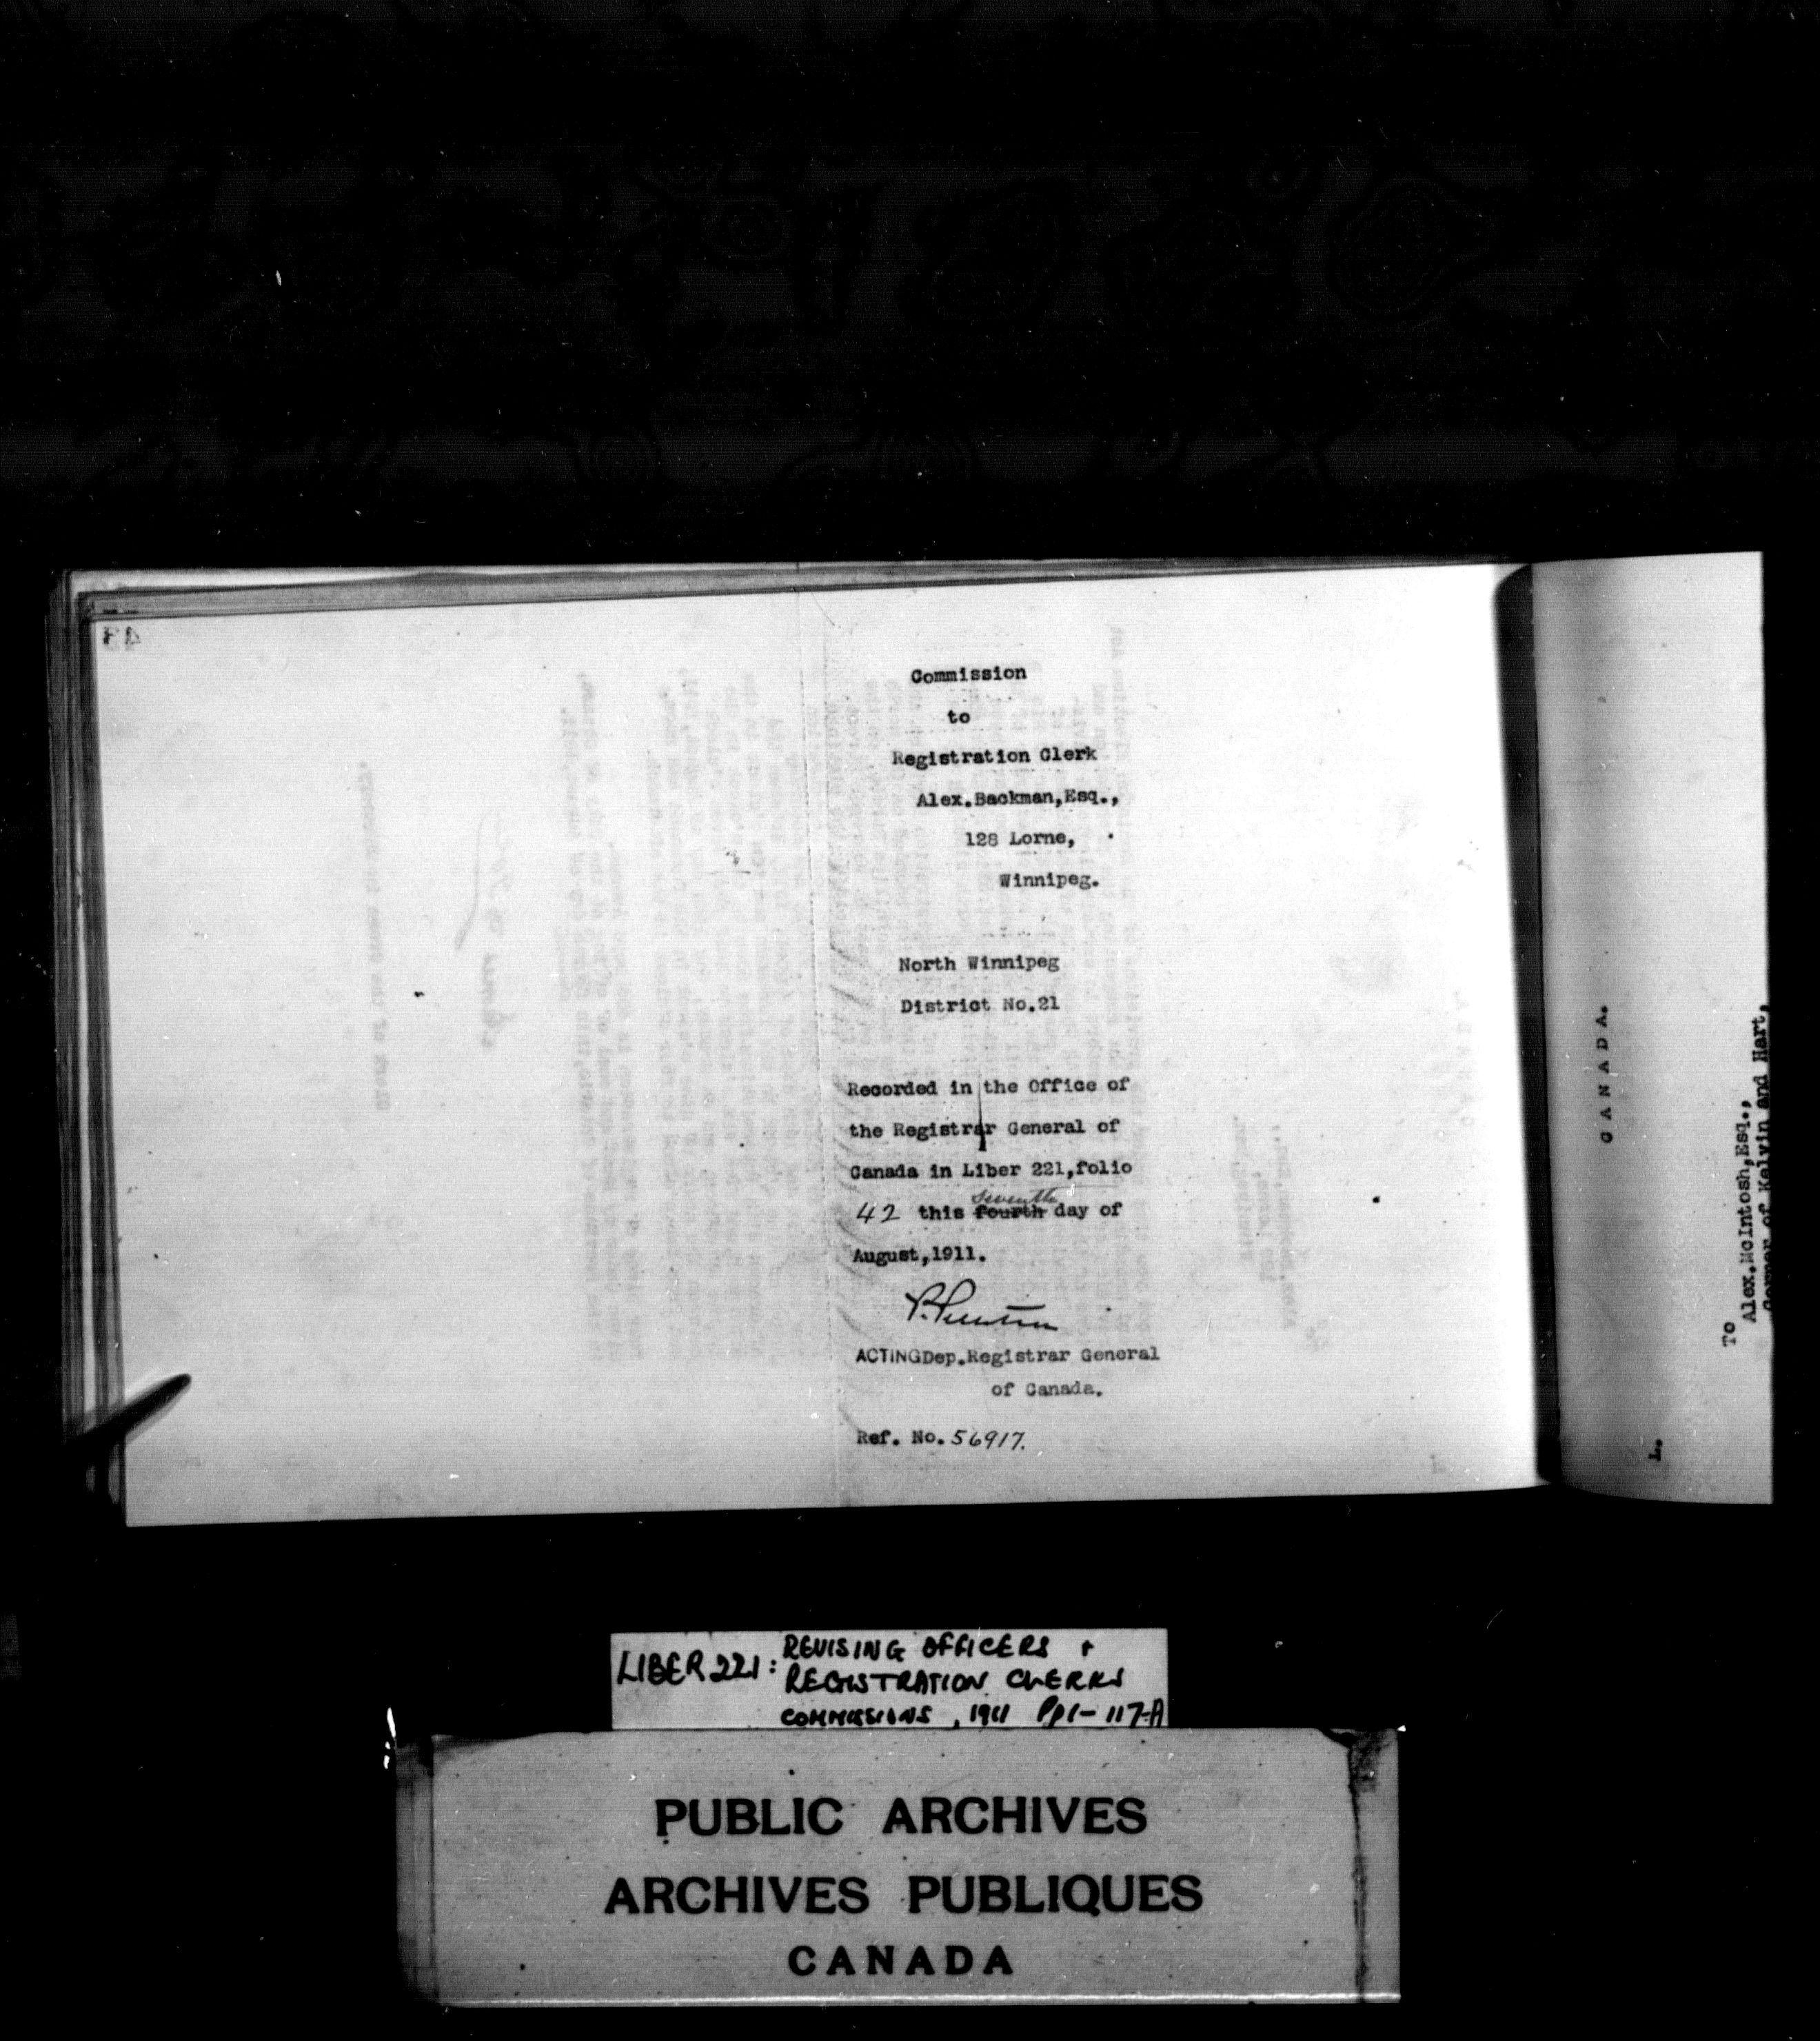 Commission
to
Registration Clerk
Alex.Backman,Esq.,
128 Lorne,
Winnipeg.
North Winnipeg
District No.21
Recorded in the Office of
the Registrar General of
Canada in Liber 221,folio
seventh
42 this fourth day of
August,1911.
ACTING Dep.Registrar General
of Canada.
Ref. No. 56917.
CANADA.
L.
To
Alex.McIntosh,Esq.,
Corner of Kelvin and Hart,
LIBER 221: REVISING OFFICERS +
REGISTRATION CLERKS
COMMISSIONS, 1911 Pp1-117-A
PUBLIC ARCHIVES
ARCHIVES PUBLIQUES
CANADA